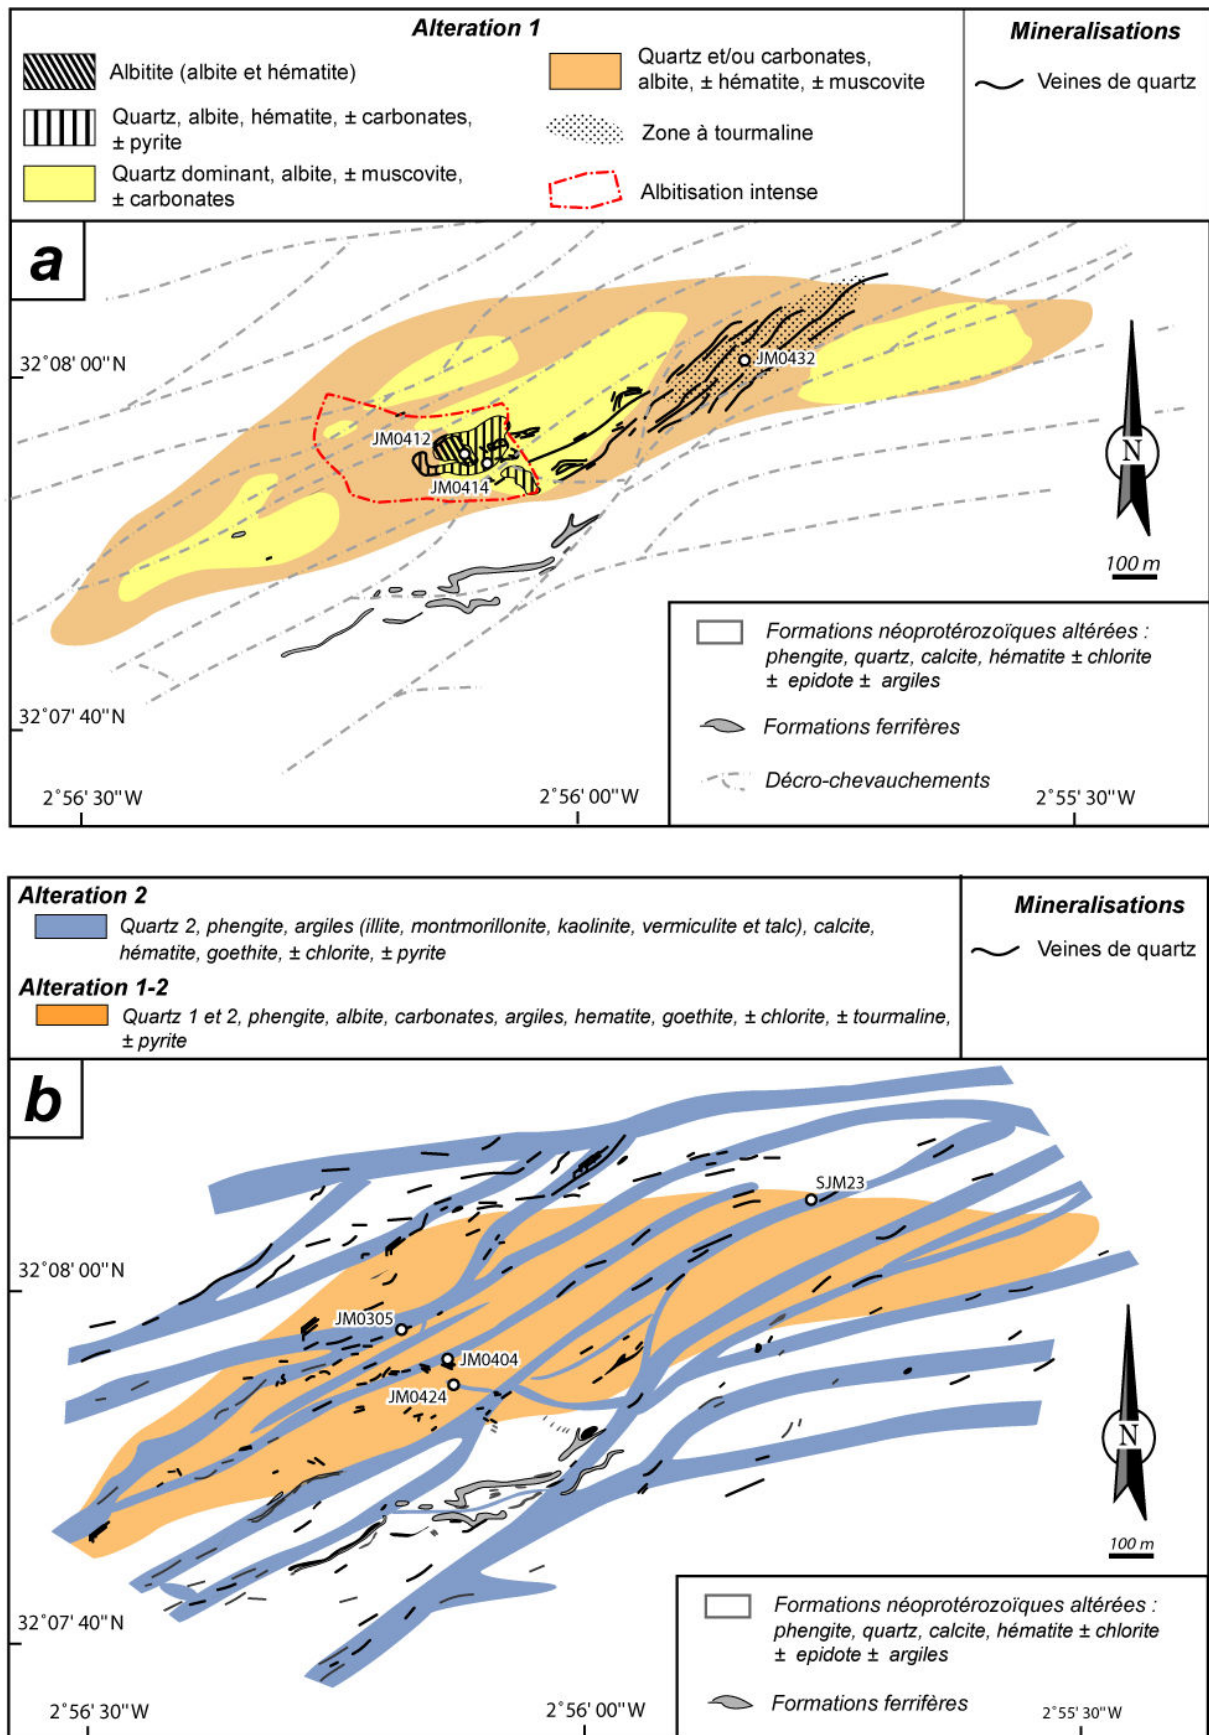 Alteration 1
Mineralisations
Albitite (albite et hématite)
Quartz, albite, hématite, ± carbonates,
± pyrite
Quartz dominant, albite, ± muscovite,
± carbonates
Quartz et/ou carbonates,
albite, ± hématite, ± muscovite
Zone à tourmaline
Albitisation intense
Veines de quartz
a
32°08' 00"N
JM0432
JM0412
JM0414
N
100 m
32°07' 40"N
2°56' 30"W
2°56' 00"W
2°55' 30"W
Formations néoprotérozoïques altérées :
phengite, quartz, calcite, hématite ± chlorite
± epidote ± argiles
Formations ferrifères
Décro-chevauchements
Alteration 2
Quartz 2, phengite, argiles (illite, montmorillonite, kaolinite, vermiculite et talc), calcite,
hématite, goethite, ± chlorite, ± pyrite
Alteration 1-2
Quartz 1 et 2, phengite, albite, carbonates, argiles, hematite, goethite, ± chlorite, ± tourmaline,
± pyrite
Mineralisations
Veines de quartz
b
SJM23
32°08' 00"N
JM0305
JM0404
JM0424
N
100 m
32°07' 40"N
2°56' 30"W
2°56' 00"W
2°55' 30"W
Formations néoprotérozoïques altérées :
phengite, quartz, calcite, hématite ± chlorite
± epidote ± argiles
Formations ferrifères